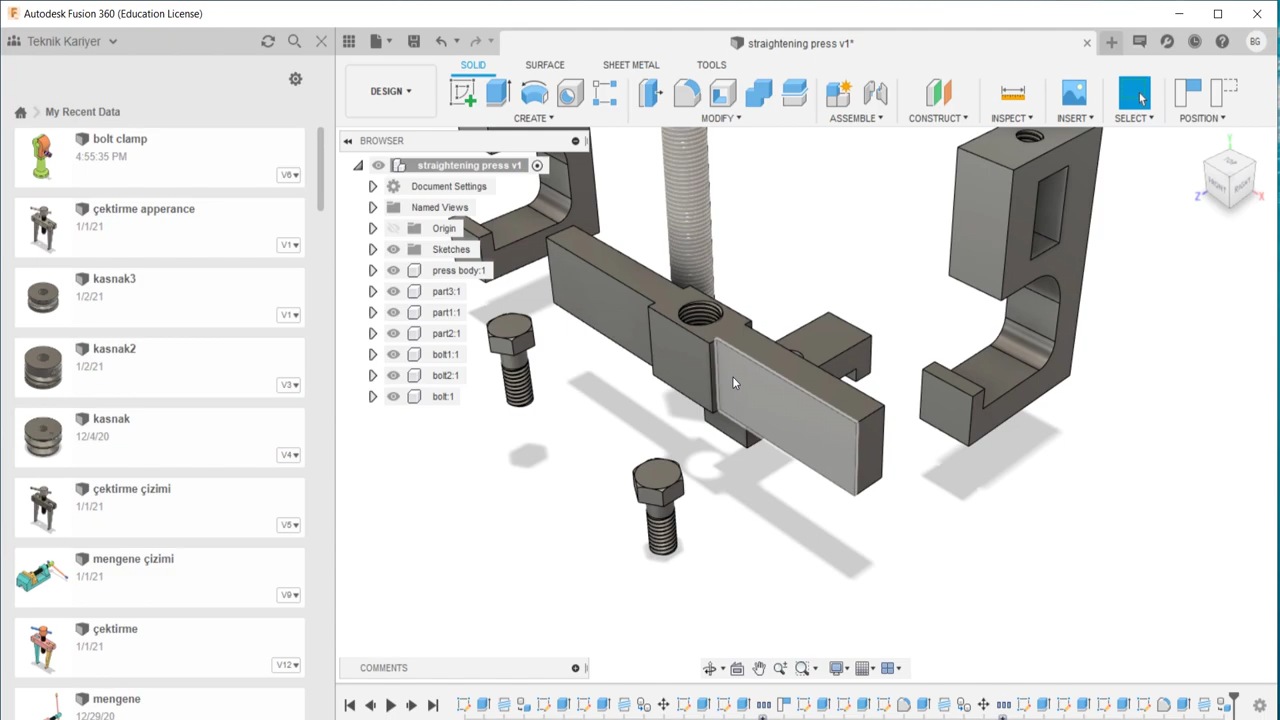 Autodesk Fusion 360 (Education License)
Teknik Kariyer
straightening press v1*
BG
SOLID
SURFACE
SHEET METAL
TOOLS
DESIGN
CREATE
MODIFY
ASSEMBLE
CONSTRUCT
INSPECT
INSERT
SELECT
POSITION
My Recent Data
bolt clamp
4:55:35 PM
V6
çektirme apperance
1/1/21
V1
kasnak3
1/2/21
V1
kasnak2
1/2/21
V3
kasnak
12/4/20
V4
çektirme çizimi
1/1/21
V5
mengene çizimi
1/1/21
V9
çektirme
1/1/21
V12
mengene
12/29/20
BROWSER
straightening press v1
Document Settings
Named Views
Origin
Sketches
press body:1
part3:1
part1:1
part2:1
bolt1:1
bolt2:1
bolt:1
Y
Z
X
COMMENTS